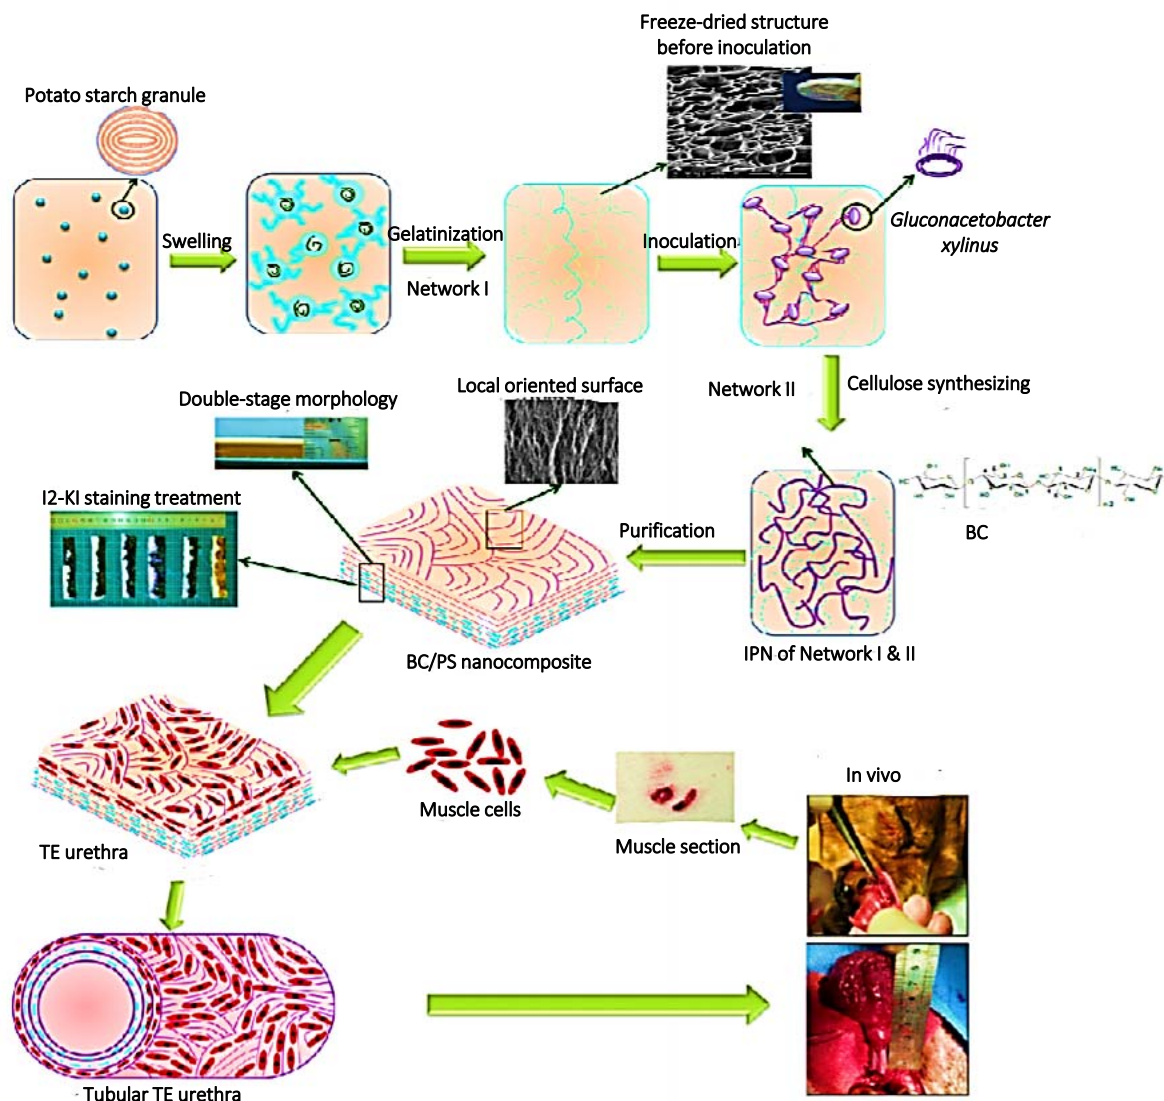 Freeze-dried structure
before inoculation
Potato starch granule
Swelling
Gelatinization
Network I
Inoculation
Gluconacetobacter
xylinus
Network II
Cellulose synthesizing
Local oriented surface
Double-stage morphology
I2-KI staining treatment
Purification
BC
BC/PS nanocomposite
IPN of Network I & II
In vivo
Muscle cells
Muscle section
TE urethra
Tubular TE urethra